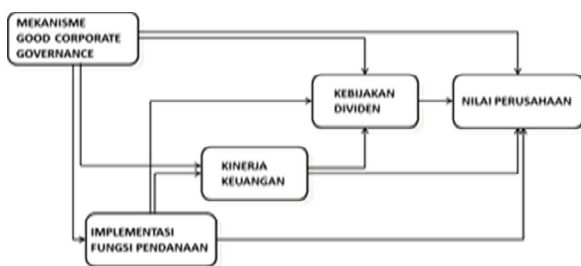 MEKANISME
GOOD CORPORATE
GOVERNANCE
KEBIJAKAN
DIVIDEN
NILAI PERUSAHAAN
KINERJA
KEUANGAN
IMPLEMENTASI
FUNGSI PENDANAAN